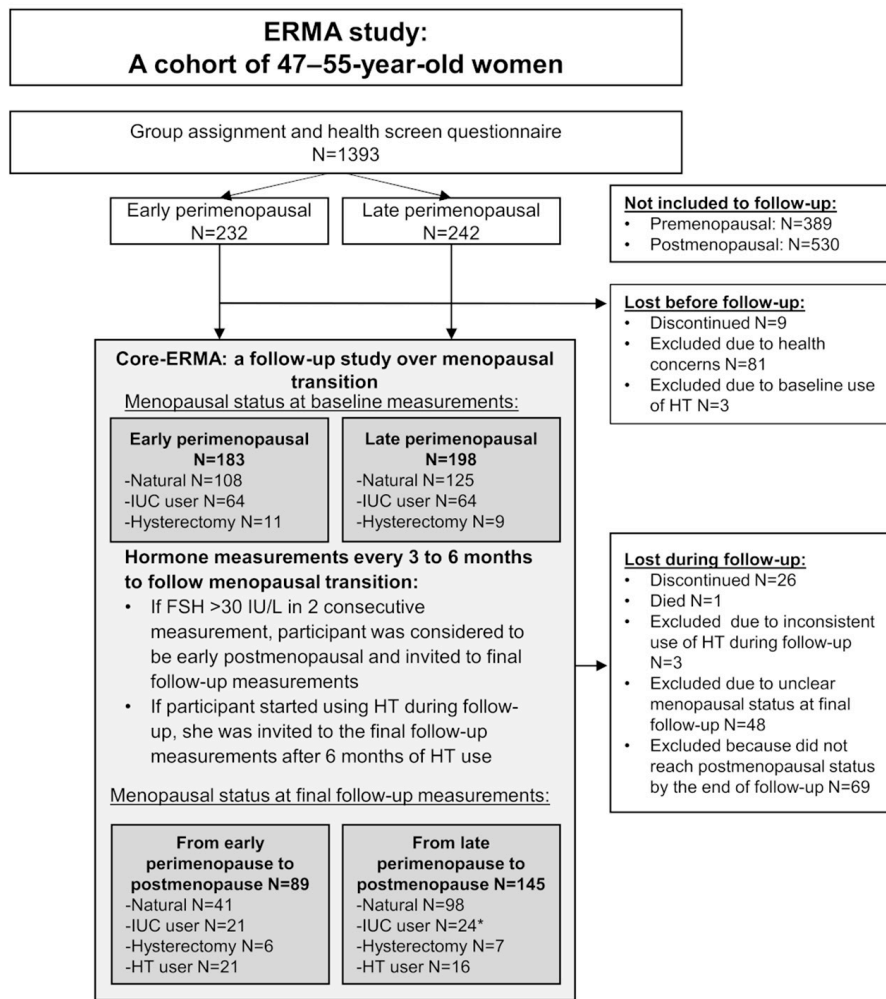 ERMA study:
A cohort of 47–55-year-old women
Group assignment and health screen questionnaire
N=1393
Early perimenopausal
N=232
Late perimenopausal
N=242
Not included to follow-up:
• Premenopausal: N=389
• Postmenopausal: N=530
Lost before follow-up:
• Discontinued N=9
• Excluded due to health
concerns N=81
• Excluded due to baseline use
of HT N=3
Core-ERMA: a follow-up study over menopausal
transition
Menopausal status at baseline measurements:
Early perimenopausal
N=183
-Natural N=108
-IUC user N=64
-Hysterectomy N=11
Late perimenopausal
N=198
-Natural N=125
-IUC user N=64
-Hysterectomy N=9
Hormone measurements every 3 to 6 months
to follow menopausal transition:
• If FSH >30 IU/L in 2 consecutive
measurement, participant was considered to
be early postmenopausal and invited to final
follow-up measurements
• If participant started using HT during follow-
up, she was invited to the final follow-up
measurements after 6 months of HT use
Lost during follow-up:
• Discontinued N=26
• Died N=1
• Excluded due to inconsistent
use of HT during follow-up
N=3
• Excluded due to unclear
menopausal status at final
follow-up N=48
• Excluded because did not
reach postmenopausal status
by the end of follow-up N=69
Menopausal status at final follow-up measurements:
From early
perimenopause to
postmenopause N=89
-Natural N=41
-IUC user N=21
-Hysterectomy N=6
-HT user N=21
From late
perimenopause to
postmenopause N=145
-Natural N=98
-IUC user N=24*
-Hysterectomy N=7
-HT user N=16